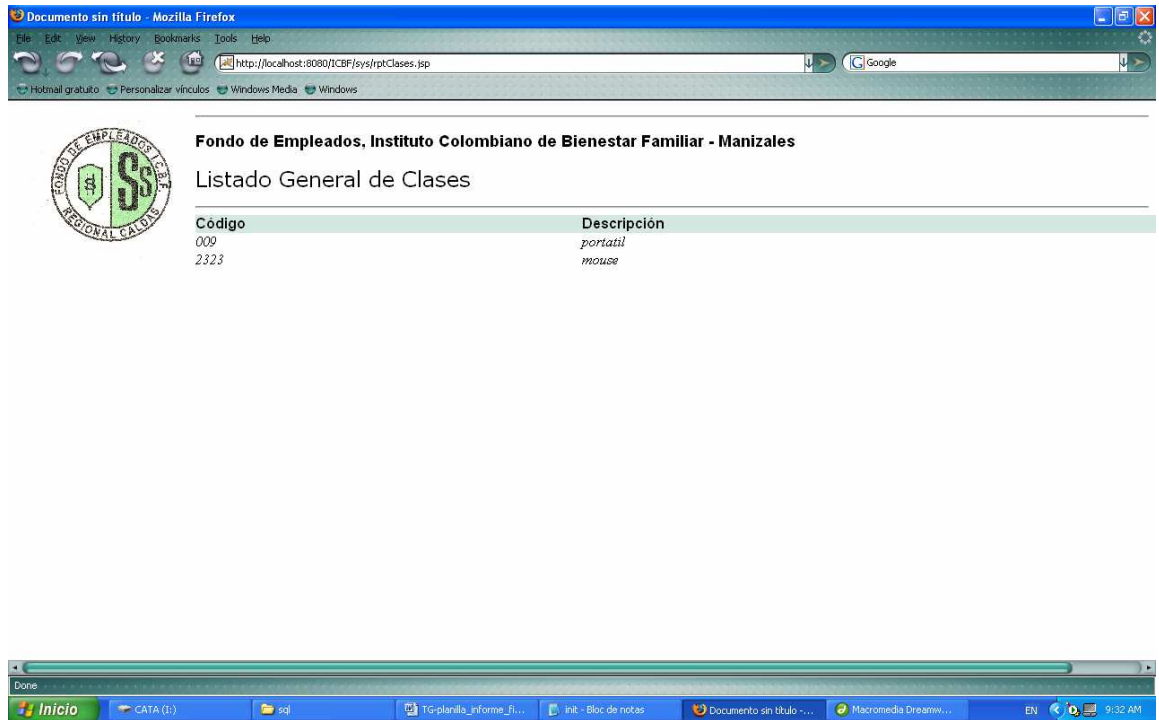 Documento sin título - Mozilla Firefox
File Edit View History Bookmarks Tools Help
http://localhost:8080/ICBF/sys/rptClases.jsp
Google
Hotmail gratuito Personalizar vínculos Windows Media Windows
FONDO DE EMPLEADOS I.C.B.F.
Ss
REGIONAL CALDAS
Fondo de Empleados, Instituto Colombiano de Bienestar Familiar - Manizales
Listado General de Clases
Código Descripción
009 portatil
2323 mouse
Done
Inicio CATA (I:) sql TG-planilla_informe_fi... init - Bloc de notas Documento sin título -... Macromedia Dreamw... EN 9:32 AM